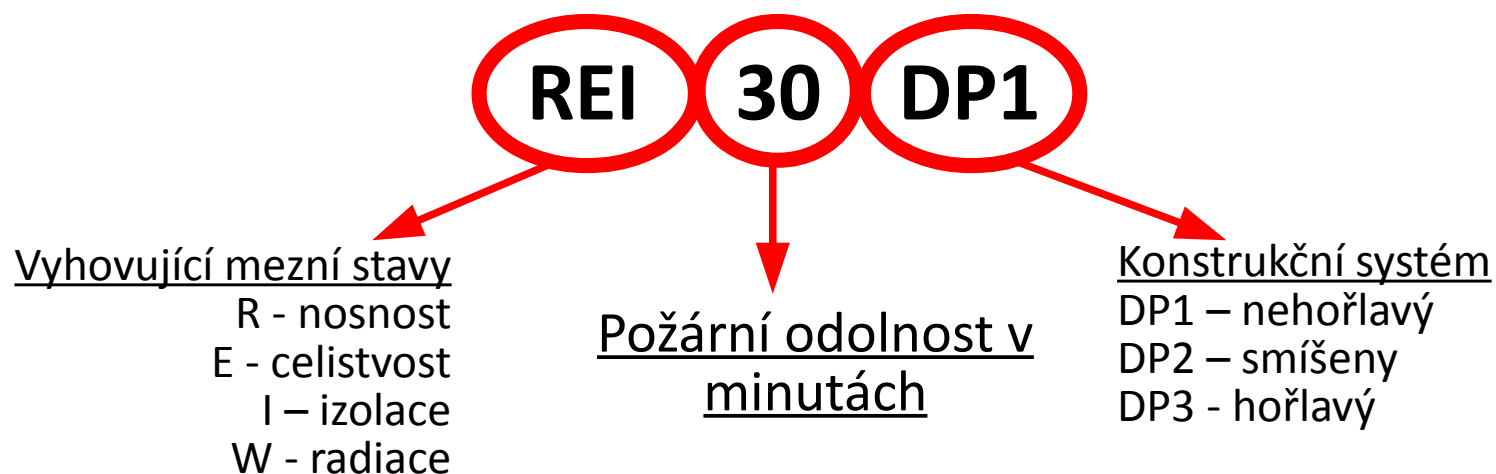 REI 30 DP1
Vyhovující mezní stavy
R - nosnost
E - celistvost
I – izolace
W - radiace
Požární odolnost v
minutách
Konstrukční systém
DP1 – nehořlavý
DP2 – smíšeny
DP3 - hořlavý